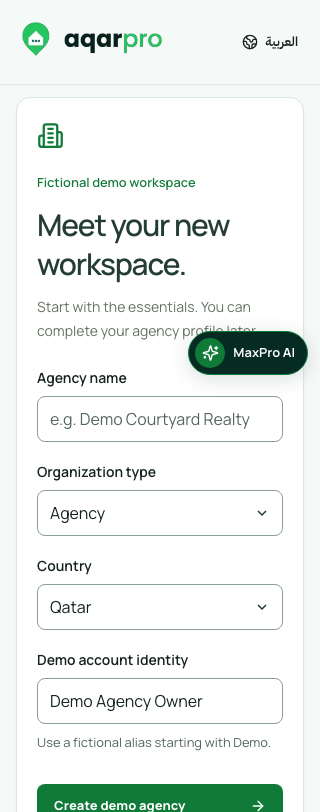 aqarpro
العربية
Fictional demo workspace
Meet your new
workspace.
Start with the essentials. You can
complete your agency profile later.
MaxPro AI
Agency name
e.g. Demo Courtyard Realty
Organization type
Agency
Country
Qatar
Demo account identity
Demo Agency Owner
Use a fictional alias starting with Demo.
Create demo agency